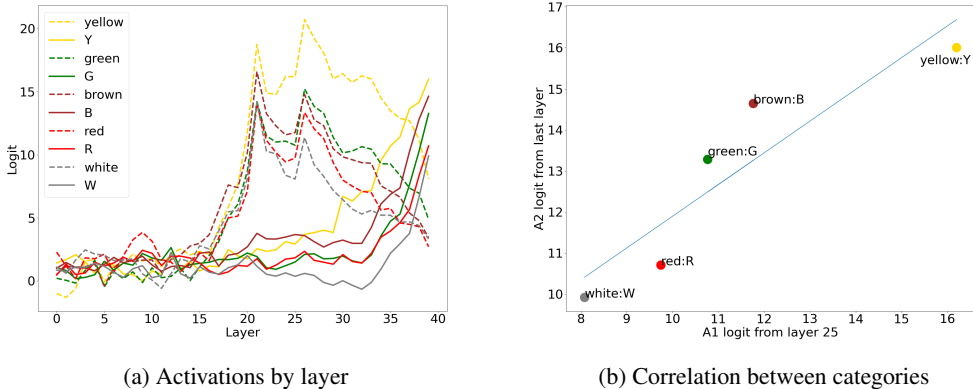 20
15
10
5
0
Logit
0
5
10
15
20
25
30
35
40
Layer
yellow
Y
green
G
brown
B
red
R
white
W
(a) Activations by layer
17
16
15
14
13
12
11
10
A2 logit from last layer
8
9
10
11
12
13
14
15
16
A1 logit from layer 25
yellow:Y
brown:B
green:G
red:R
white:W
(b) Correlation between categories